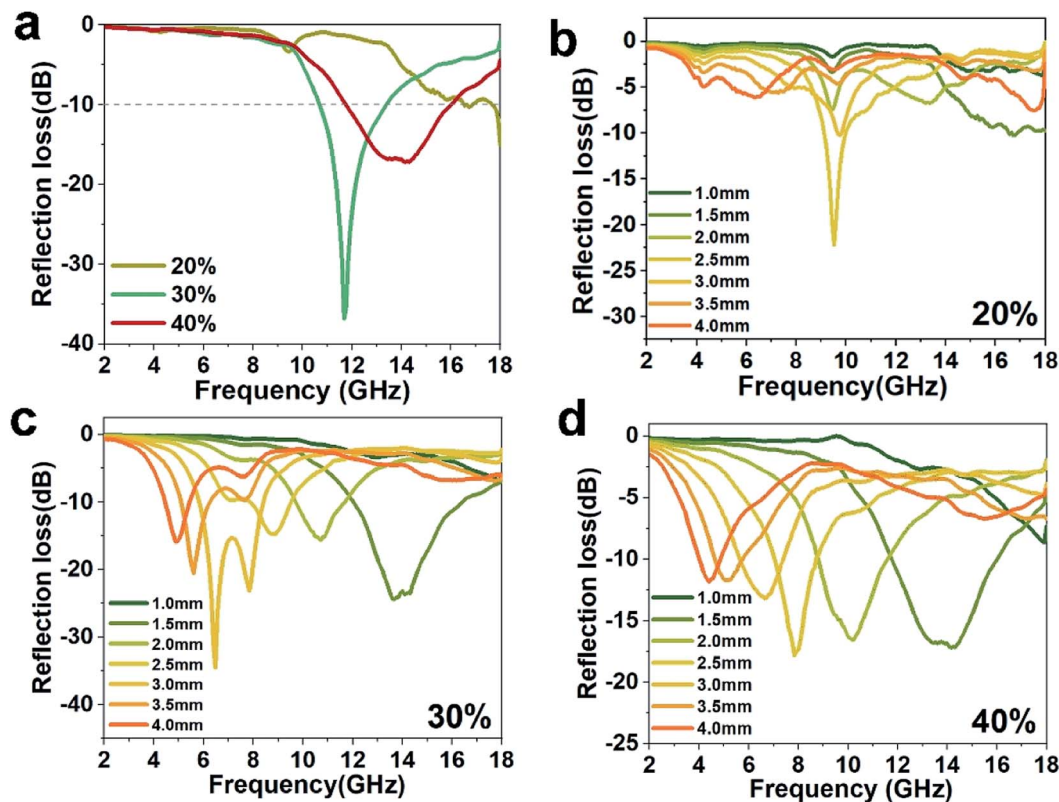 a
0
-10
-20
-30
-40
Reflection loss(dB)
20%
30%
40%
2 4 6 8 10 12 14 16 18
Frequency (GHz)
b
0
-5
-10
-15
-20
-25
-30
Reflection loss(dB)
1.0mm
1.5mm
2.0mm
2.5mm
3.0mm
3.5mm
4.0mm
20%
2 4 6 8 10 12 14 16 18
Frequency(GHz)
c
0
-10
-20
-30
-40
Reflection loss(dB)
1.0mm
1.5mm
2.0mm
2.5mm
3.0mm
3.5mm
4.0mm
30%
2 4 6 8 10 12 14 16 18
Frequency(GHz)
d
0
-5
-10
-15
-20
-25
Reflection loss(dB)
1.0mm
1.5mm
2.0mm
2.5mm
3.0mm
3.5mm
4.0mm
40%
2 4 6 8 10 12 14 16 18
Frequency (GHz)